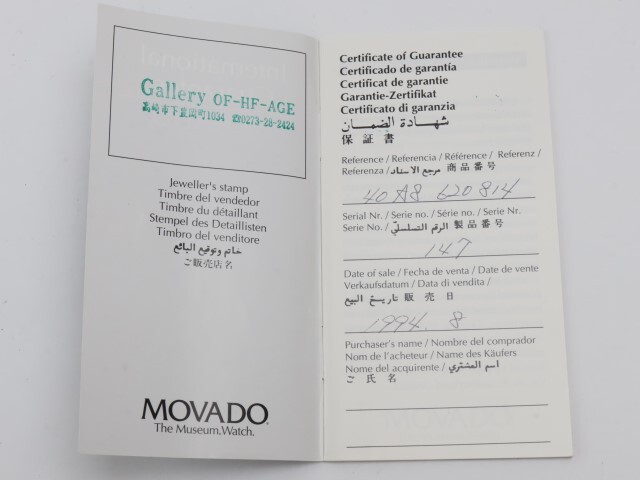 Gallery OF-HF-AGE
高崎市下豊岡町1034 ☎0273-28-2424
Jeweller's stamp
Timbre del vendedor
Timbre du détaillant
Stempel des Detaillisten
Timbro del venditore
خاتم وتوقيع البائع
ご販売店名
MOVADO
The Museum.Watch.
Certificate of Guarantee
Certificado de garantía
Certificat de garantie
Garantie-Zertifikat
Certificato di garanzia
شهادة الضمان
保証書
Reference / Referencia / Référence / Referenz /
Referenza / مرجع الاسناد 商品番号
40 A8 620814
Serial Nr. / Serie no. / Série no. / Serie Nr.
Serie No. / الرقم التسلسلي 製品番号
147
Date of sale / Fecha de venta / Date de vente
Verkaufsdatum / Data di vendita /
تاريخ البيع 販売日
1994. 8
Purchaser's name / Nombre del comprador
Nom de l'acheteur / Name des Käufers
Nome del acquirente / اسم المشتري
ご氏名